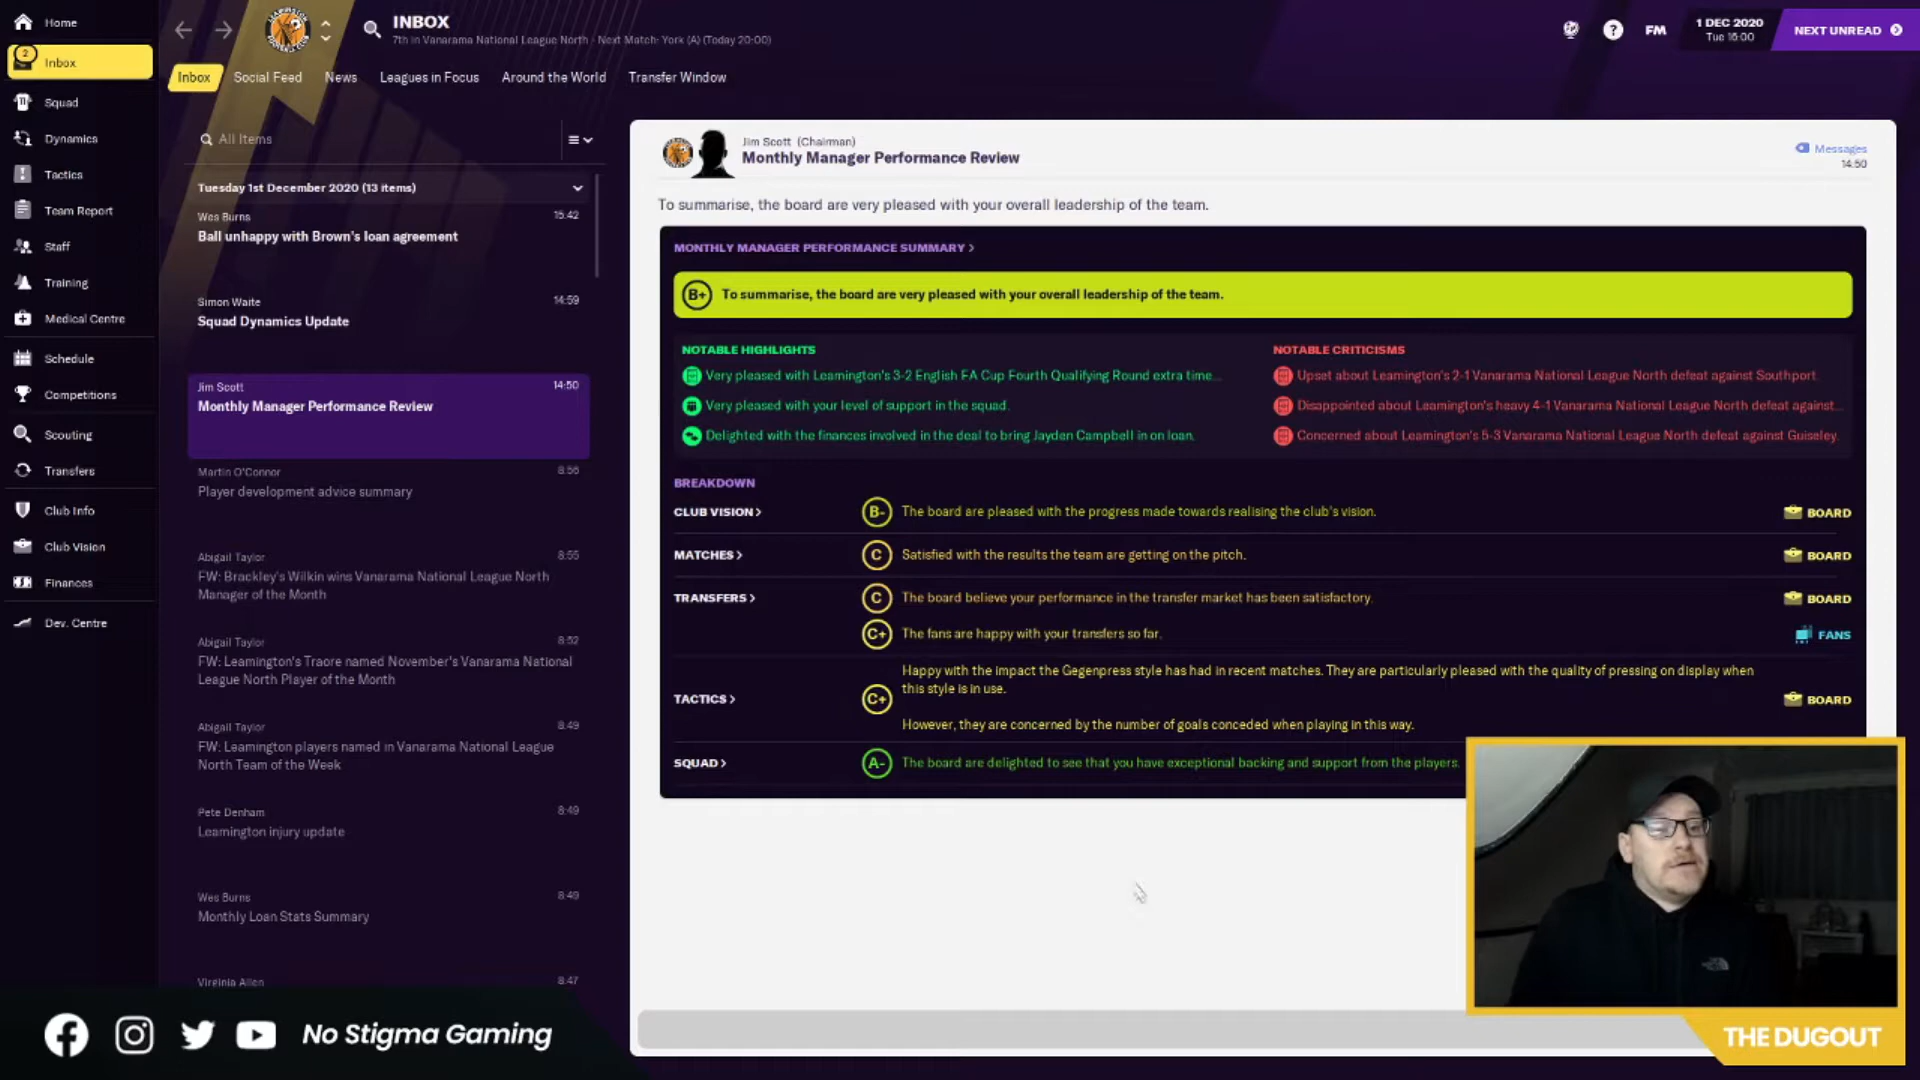 Home
2
Inbox
Squad
Dynamics
Tactics
Team Report
Staff
Training
Medical Centre
Schedule
Competitions
Scouting
Transfers
Club Info
Club Vision
Finances
Dev. Centre
INBOX
7th in Vanarama National League North - Next Match: York (A) (Today 20:00)
FM
1 DEC 2020
Tue 16:00
NEXT UNREAD
Inbox
Social Feed
News
Leagues in Focus
Around the World
Transfer Window
All Items
Tuesday 1st December 2020 (13 items)
Wes Burns 15:42
Ball unhappy with Brown's loan agreement
Simon Waite 14:59
Squad Dynamics Update
Jim Scott 14:50
Monthly Manager Performance Review
Martin O'Connor 8:56
Player development advice summary
Abigail Taylor 8:55
FW: Brackley's Wilkin wins Vanarama National League North
Manager of the Month
Abigail Taylor 8:52
FW: Leamington's Traore named November's Vanarama National
League North Player of the Month
Abigail Taylor 8:49
FW: Leamington players named in Vanarama National League
North Team of the Week
Pete Denham 8:49
Leamington injury update
Wes Burns 8:49
Monthly Loan Stats Summary
Virginia Allen 8:47
Jim Scott (Chairman)
Monthly Manager Performance Review
Messages
14:50
To summarise, the board are very pleased with your overall leadership of the team.
MONTHLY MANAGER PERFORMANCE SUMMARY >
B+ To summarise, the board are very pleased with your overall leadership of the team.
NOTABLE HIGHLIGHTS
Very pleased with Leamington's 3-2 English FA Cup Fourth Qualifying Round extra time...
Very pleased with your level of support in the squad.
Delighted with the finances involved in the deal to bring Jayden Campbell in on loan.
NOTABLE CRITICISMS
Upset about Leamington's 2-1 Vanarama National League North defeat against Southport.
Disappointed about Leamington's heavy 4-1 Vanarama National League North defeat against...
Concerned about Leamington's 5-3 Vanarama National League North defeat against Guiseley.
BREAKDOWN
CLUB VISION > B- The board are pleased with the progress made towards realising the club's vision. BOARD
MATCHES > C Satisfied with the results the team are getting on the pitch. BOARD
TRANSFERS > C The board believe your performance in the transfer market has been satisfactory. BOARD
C+ The fans are happy with your transfers so far. FANS
Happy with the impact the Gegenpress style has had in recent matches. They are particularly pleased with the quality of pressing on display when
this style is in use.
TACTICS > C+ BOARD
However, they are concerned by the number of goals conceded when playing in this way.
SQUAD > A- The board are delighted to see that you have exceptional backing and support from the players.
No Stigma Gaming
THE DUGOUT